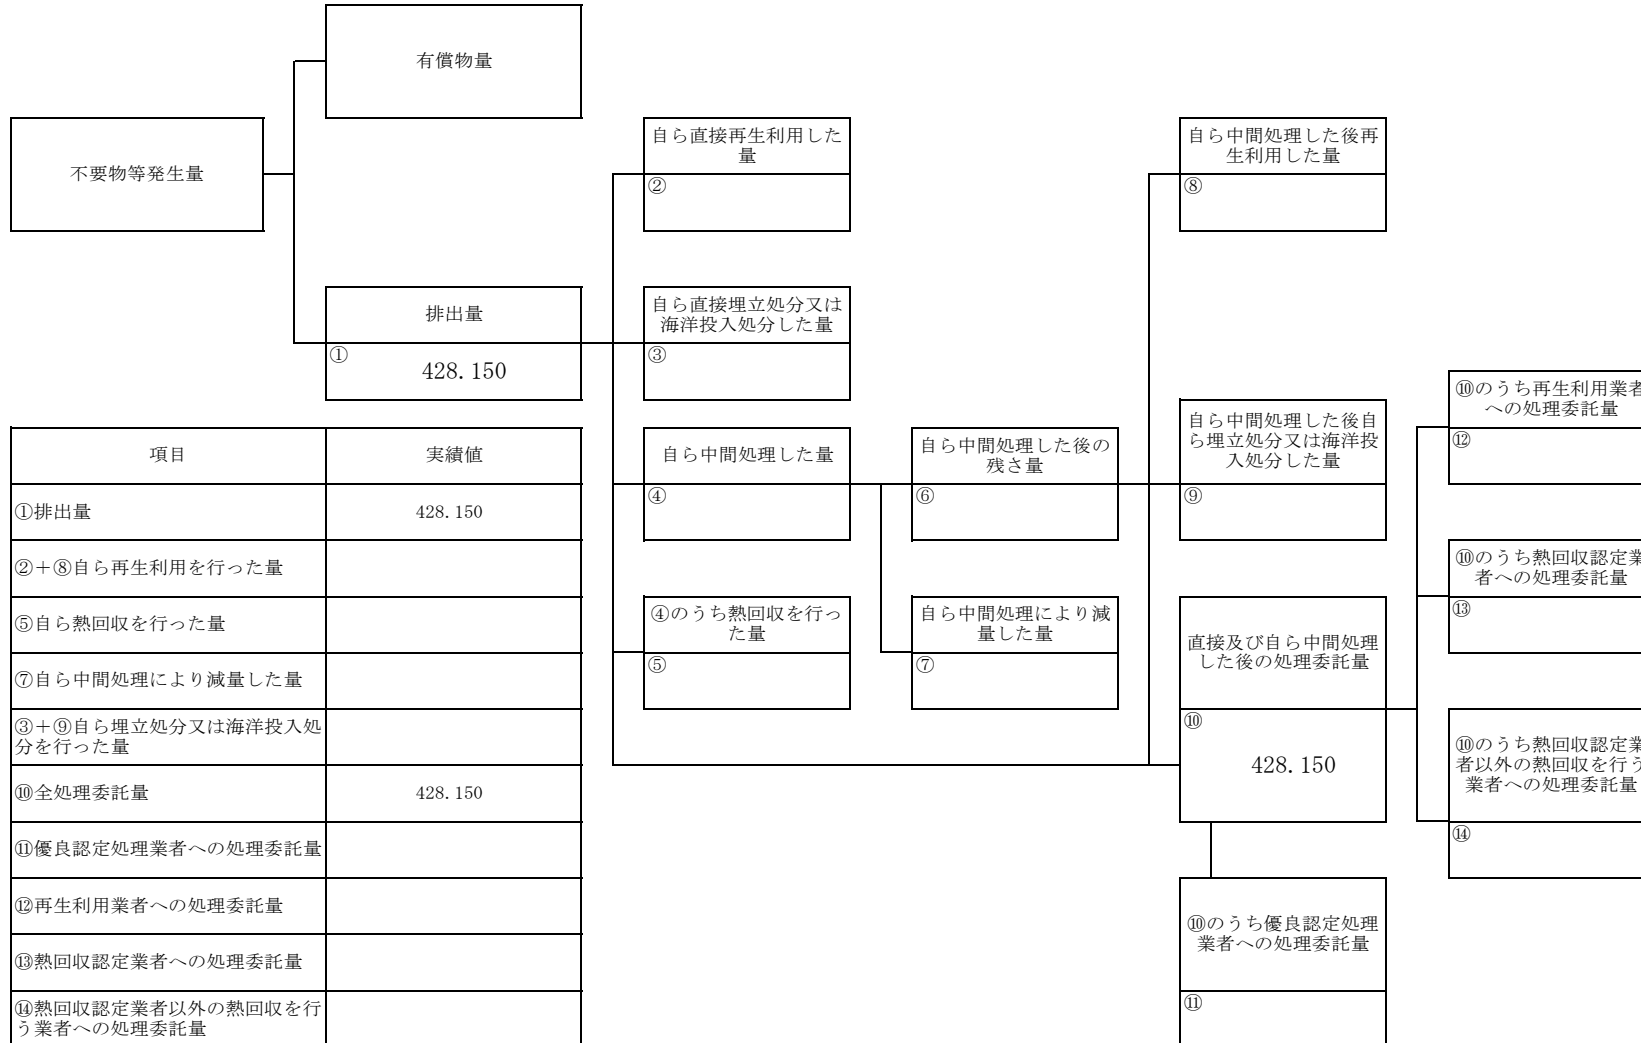 有償物量
不要物等発生量
自ら直接再生利用した
量
②
自ら中間処理した後再
生利用した量
⑧
排出量
① 428.150
自ら直接埋立処分又は
海洋投入処分した量
③
⑩のうち再生利用業者
への処理委託量
⑫
自ら中間処理した量
④
自ら中間処理した後の
残さ量
⑥
自ら中間処理した後自
ら埋立処分又は海洋投
入処分した量
⑨
⑩のうち熱回収認定業
者への処理委託量
⑬
④のうち熱回収を行っ
た量
⑤
自ら中間処理により減
量した量
⑦
直接及び自ら中間処理
した後の処理委託量
⑩
428.150
⑩のうち熱回収認定業
者以外の熱回収を行う
業者への処理委託量
⑭
⑩のうち優良認定処理
業者への処理委託量
⑪
項目 実績値
①排出量 428.150
②+⑧自ら再生利用を行った量
⑤自ら熱回収を行った量
⑦自ら中間処理により減量した量
③+⑨自ら埋立処分又は海洋投入処
分を行った量
⑩全処理委託量 428.150
⑪優良認定処理業者への処理委託量
⑫再生利用業者への処理委託量
⑬熱回収認定業者への処理委託量
⑭熱回収認定業者以外の熱回収を行
う業者への処理委託量